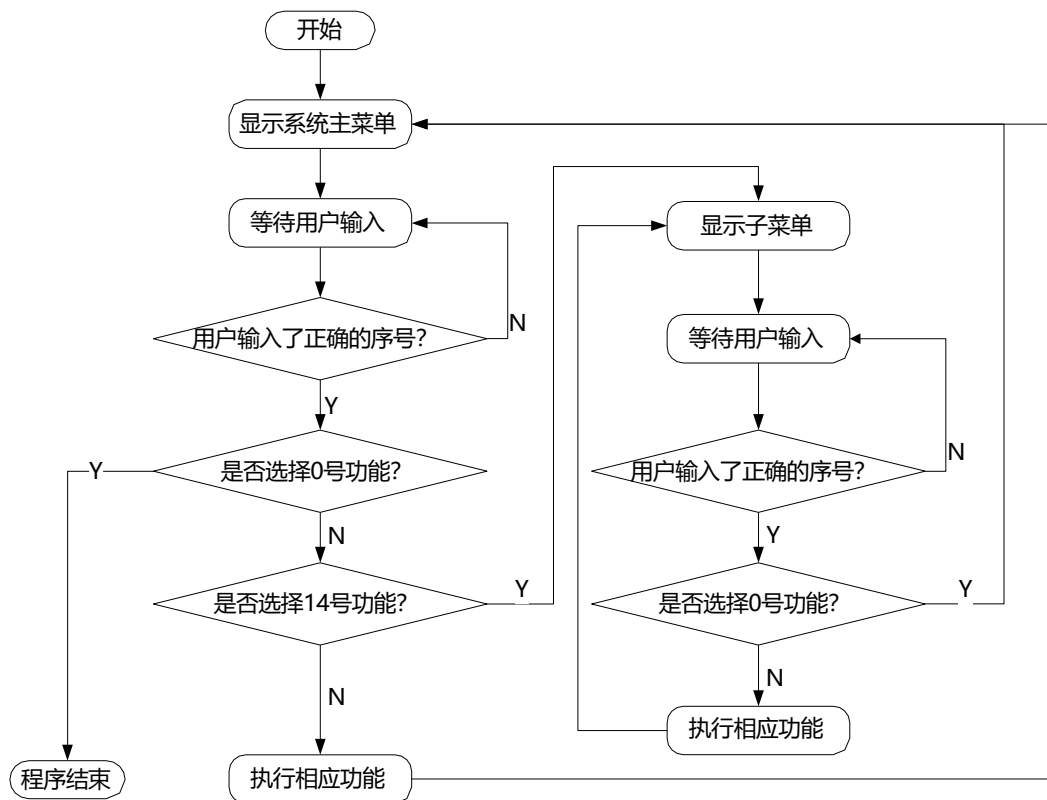 开始
显示系统主菜单
等待用户输入
显示子菜单
用户输入了正确的序号?
N
等待用户输入
Y
Y
是否选择0号功能?
用户输入了正确的序号?
N
N
Y
是否选择14号功能?
Y
是否选择0号功能?
Y
N
N
执行相应功能
程序结束
执行相应功能